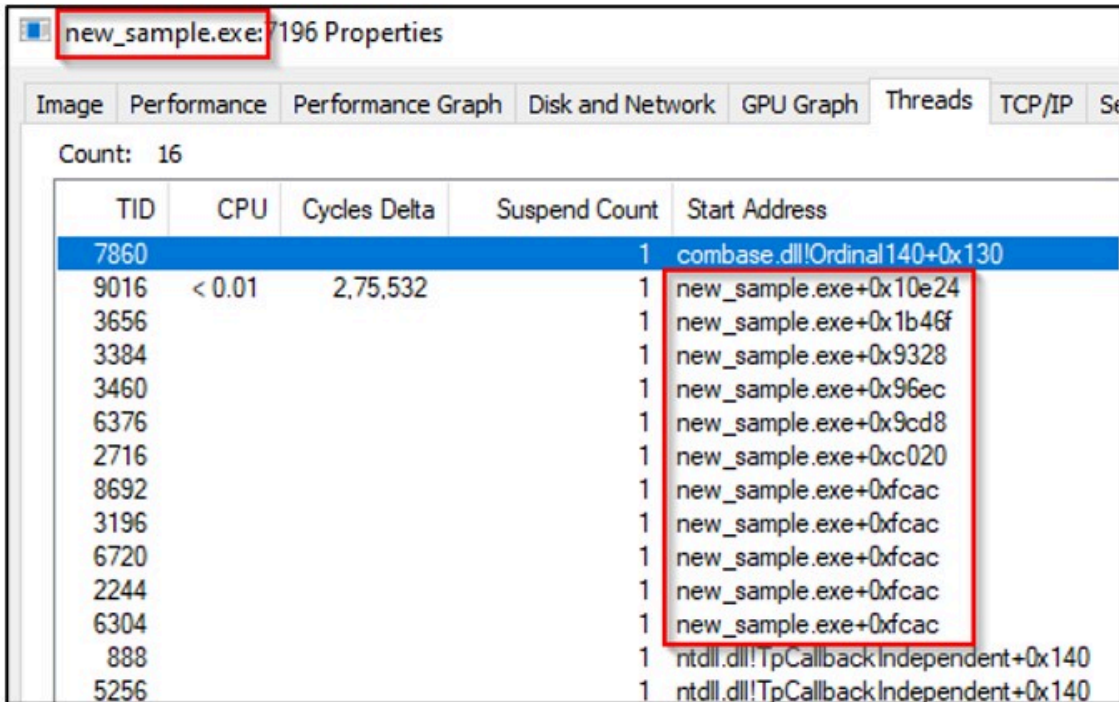 new_sample.exe:7196 Properties
Image Performance Performance Graph Disk and Network GPU Graph Threads TCP/IP Se
Count: 16
TID CPU Cycles Delta Suspend Count Start Address
7860 1 combase.dll!Ordinal140+0x130
9016 < 0.01 2,75,532 1 new_sample.exe+0x10e24
3656 1 new_sample.exe+0x1b46f
3384 1 new_sample.exe+0x9328
3460 1 new_sample.exe+0x96ec
6376 1 new_sample.exe+0x9cd8
2716 1 new_sample.exe+0xc020
8692 1 new_sample.exe+0xfcac
3196 1 new_sample.exe+0xfcac
6720 1 new_sample.exe+0xfcac
2244 1 new_sample.exe+0xfcac
6304 1 new_sample.exe+0xfcac
888 1 ntdll.dll!TpCallbackIndependent+0x140
5256 1 ntdll.dll!TpCallbackIndependent+0x140